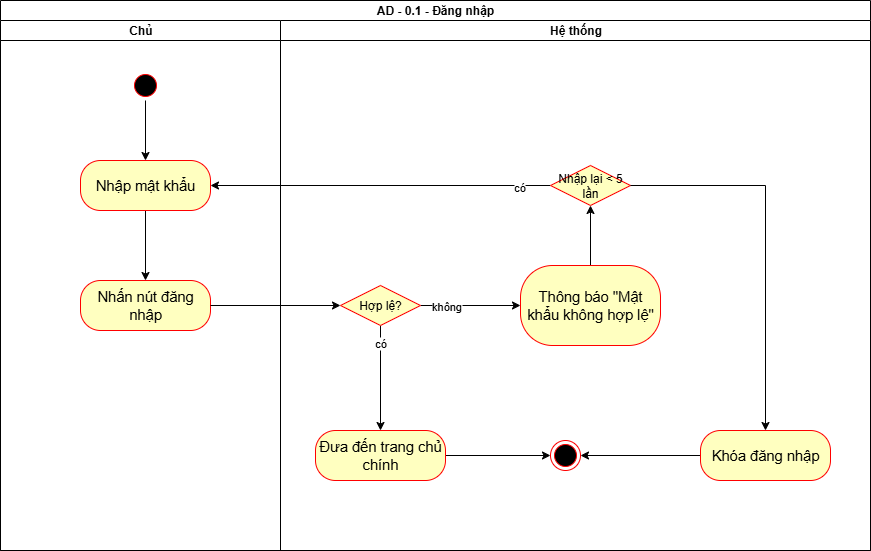 AD - 0.1 - Đăng nhập
Chủ
Hệ thống
Nhập mật khẩu
Nhập lại < 5
lần
có
Nhấn nút đăng
nhập
Hợp lệ?
không
Thông báo "Mật
khẩu không hợp lệ"
có
Đưa đến trang chủ
chính
Khóa đăng nhập